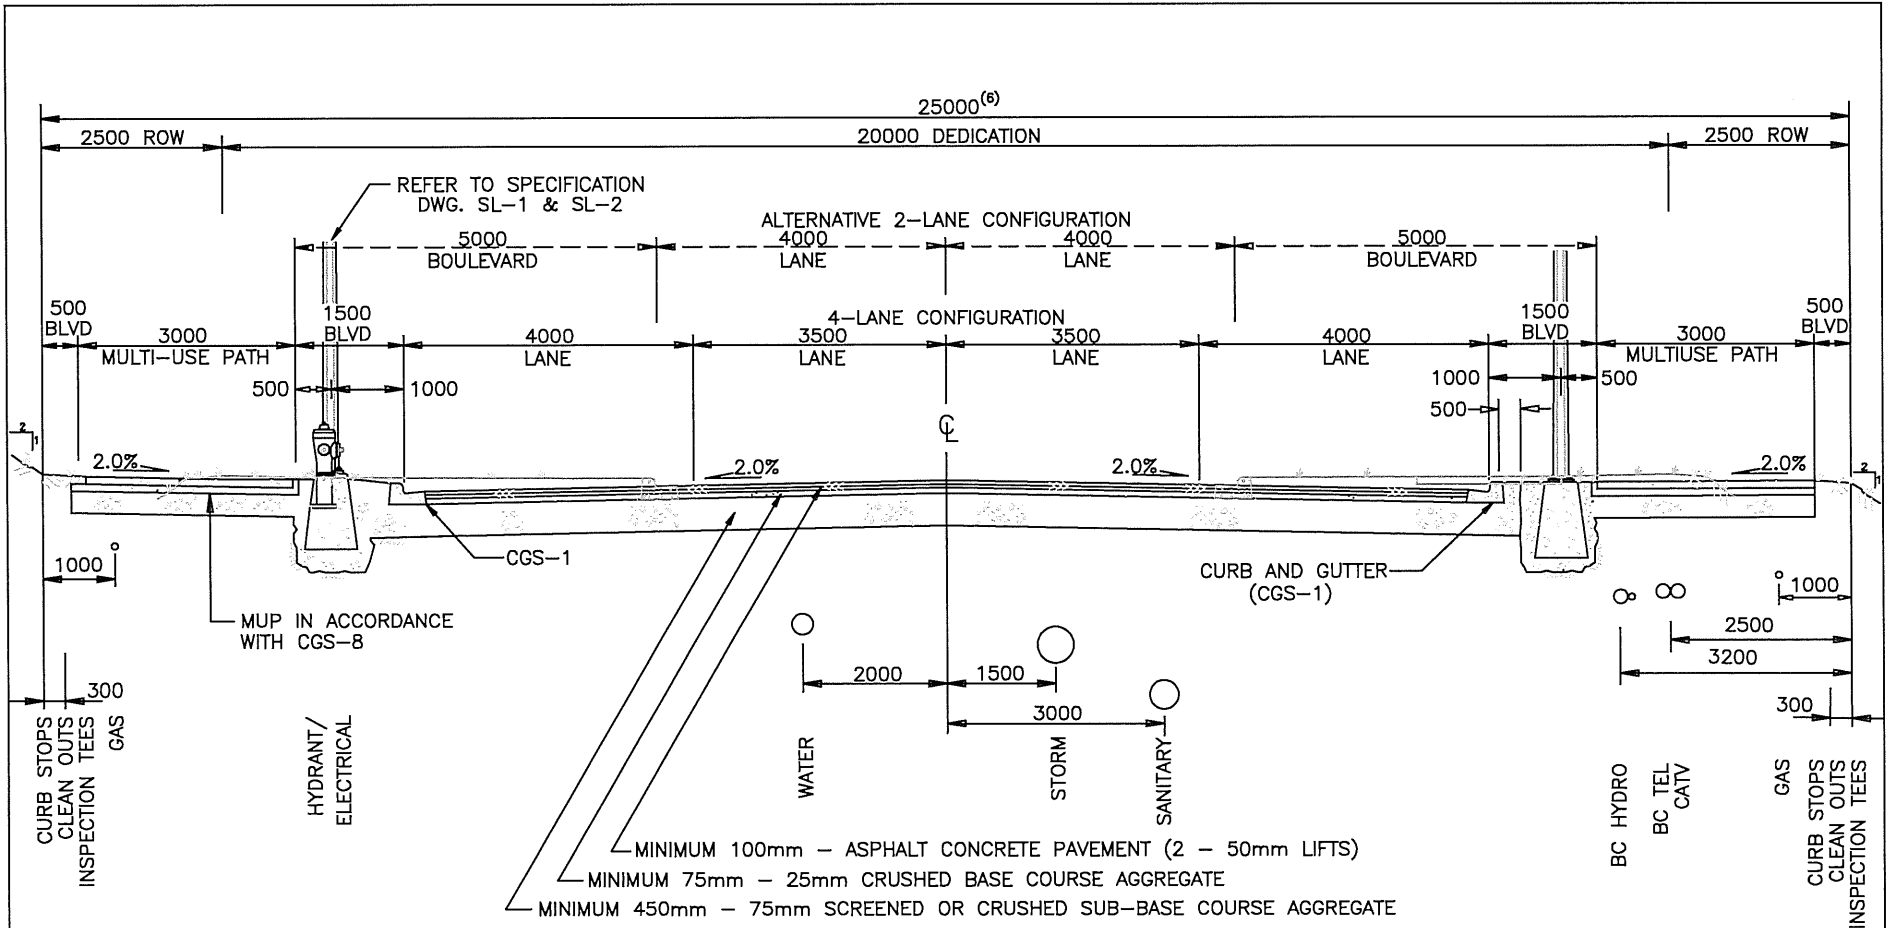 25000(6)
2500 ROW
20000 DEDICATION
2500 ROW
REFER TO SPECIFICATION
DWG. SL-1 & SL-2
ALTERNATIVE 2-LANE CONFIGURATION
5000
BOULEVARD
4000
LANE
4000
LANE
5000
BOULEVARD
500
BLVD
1500
BLVD
4-LANE CONFIGURATION
1500
BLVD
500
BLVD
3000
MULTI-USE PATH
4000
LANE
3500
LANE
3500
LANE
4000
LANE
3000
MULTIUSE PATH
500
1000
1000
500
500
CL
2
1
2.0%
2.0%
2.0%
2.0%
2
1
CGS-1
CURB AND GUTTER
(CGS-1)
1000
1000
MUP IN ACCORDANCE
WITH CGS-8
2500
3200
2000
1500
3000
300
300
CURB STOPS
CLEAN OUTS
INSPECTION TEES
GAS
HYDRANT/
ELECTRICAL
WATER
STORM
SANITARY
BC HYDRO
BC TEL
CATV
GAS
CURB STOPS
CLEAN OUTS
INSPECTION TEES
MINIMUM 100mm - ASPHALT CONCRETE PAVEMENT (2 - 50mm LIFTS)
MINIMUM 75mm - 25mm CRUSHED BASE COURSE AGGREGATE
MINIMUM 450mm - 75mm SCREENED OR CRUSHED SUB-BASE COURSE AGGREGATE